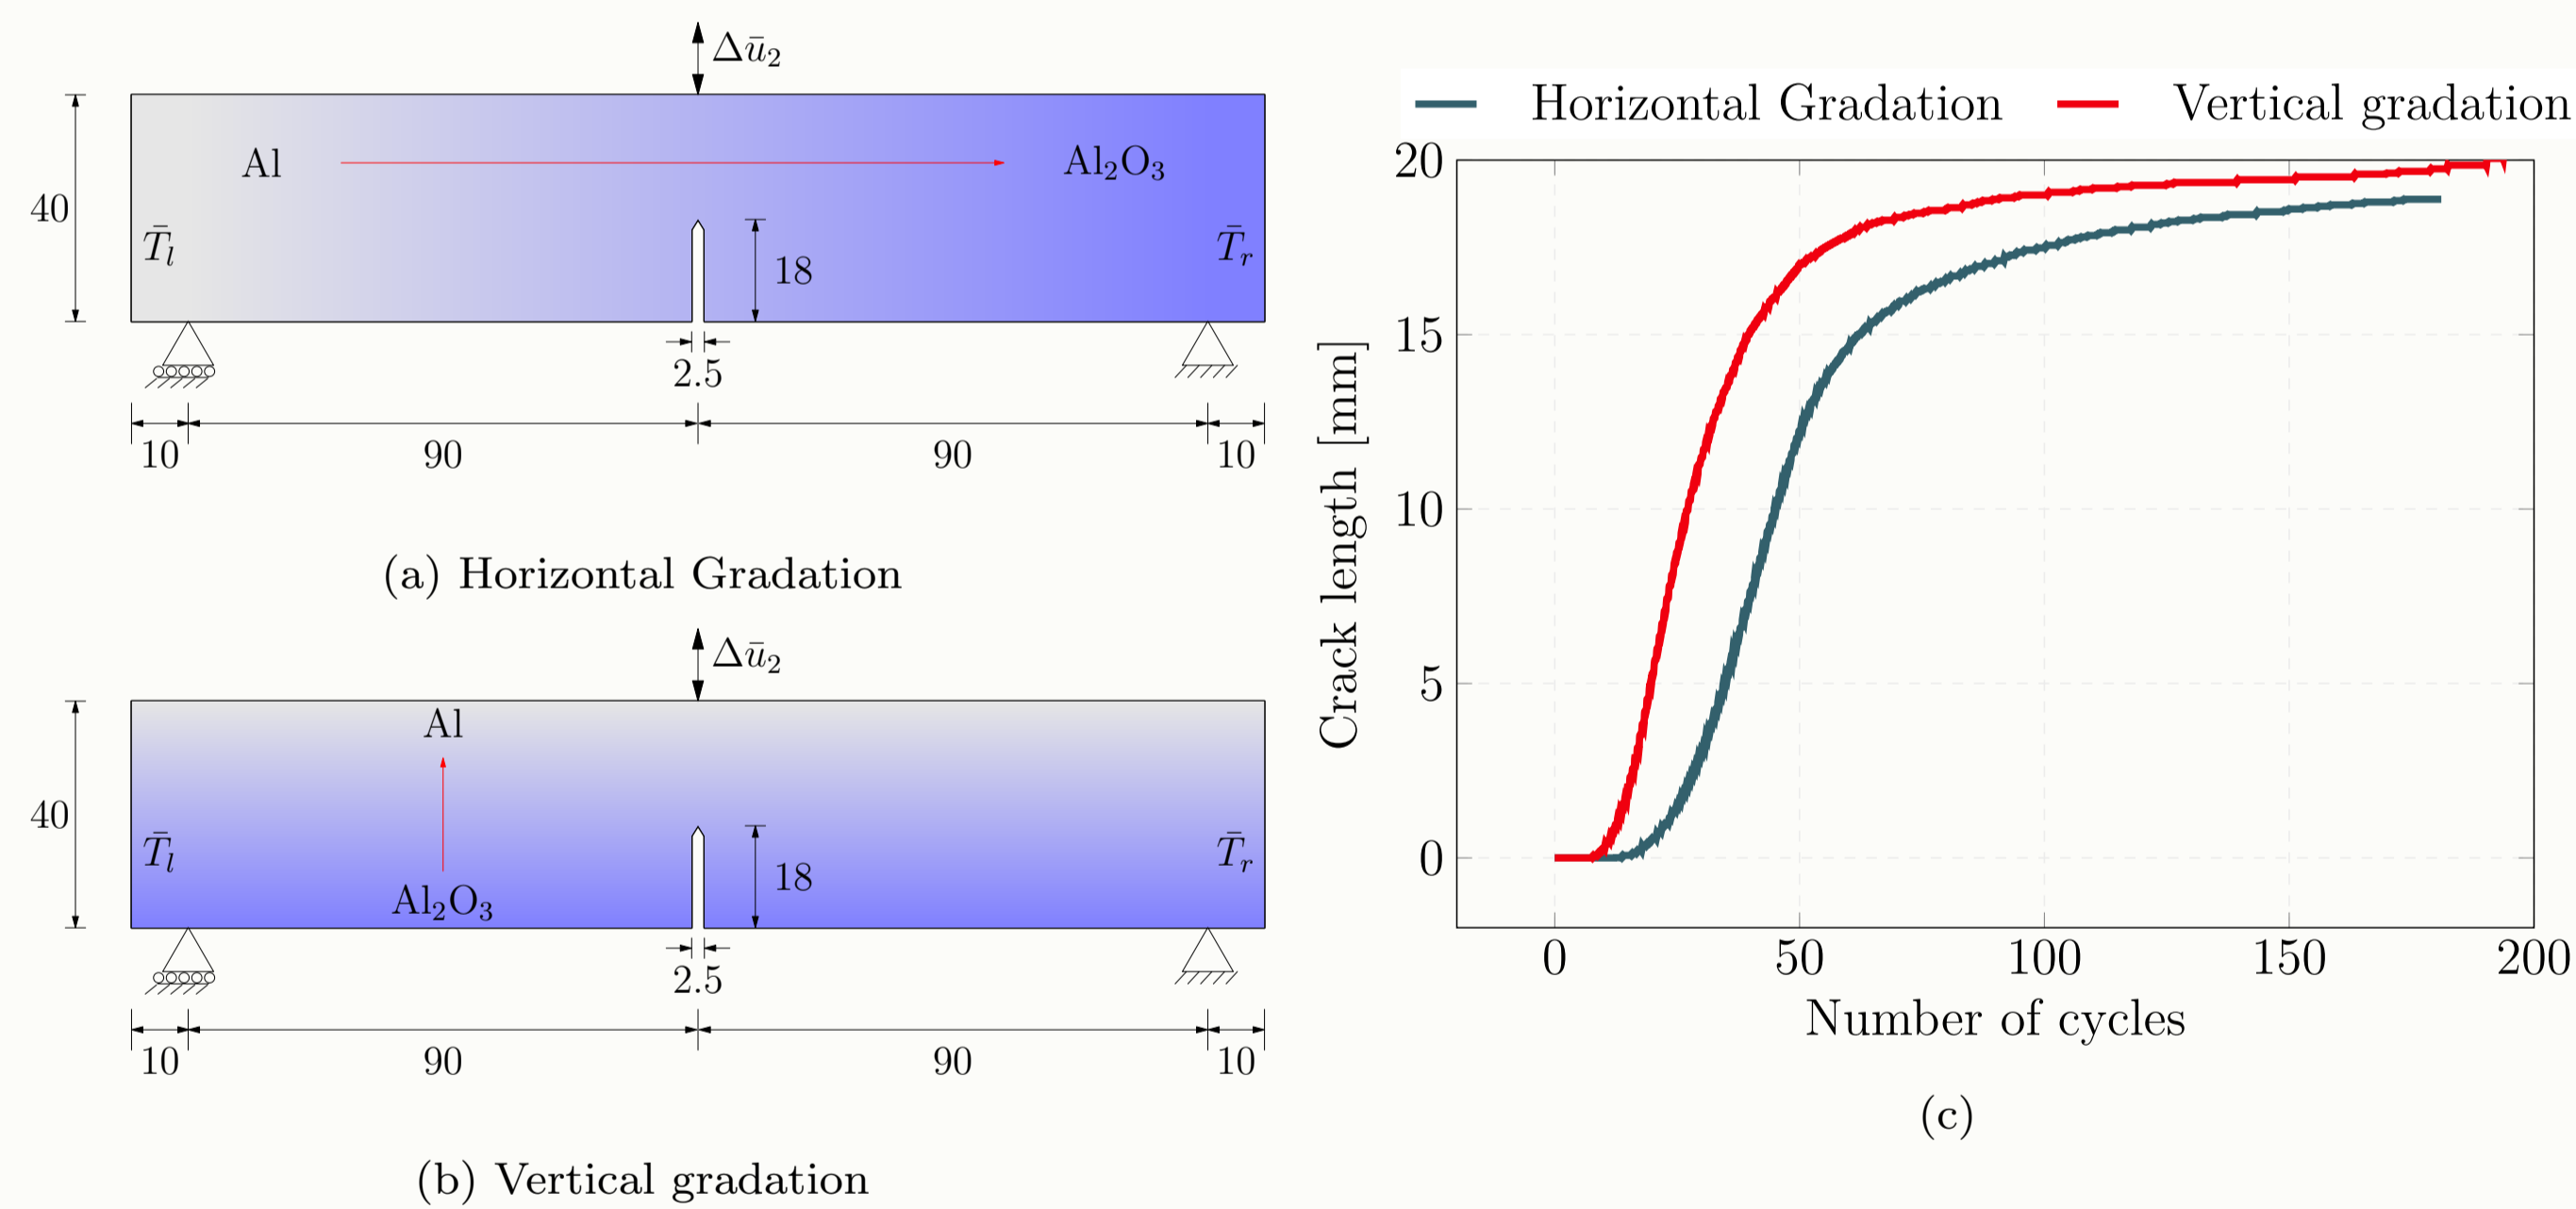 Δū₂
Al
Al₂O₃
40
T̄ₗ
T̄ᵣ
18
2.5
10
90
90
10
(a) Horizontal Gradation
Δū₂
Al
40
T̄ₗ
T̄ᵣ
18
Al₂O₃
2.5
10
90
90
10
(b) Vertical gradation
Horizontal Gradation
Vertical gradation
20
15
10
5
0
Crack length [mm]
0 50 100 150 200
Number of cycles
(c)